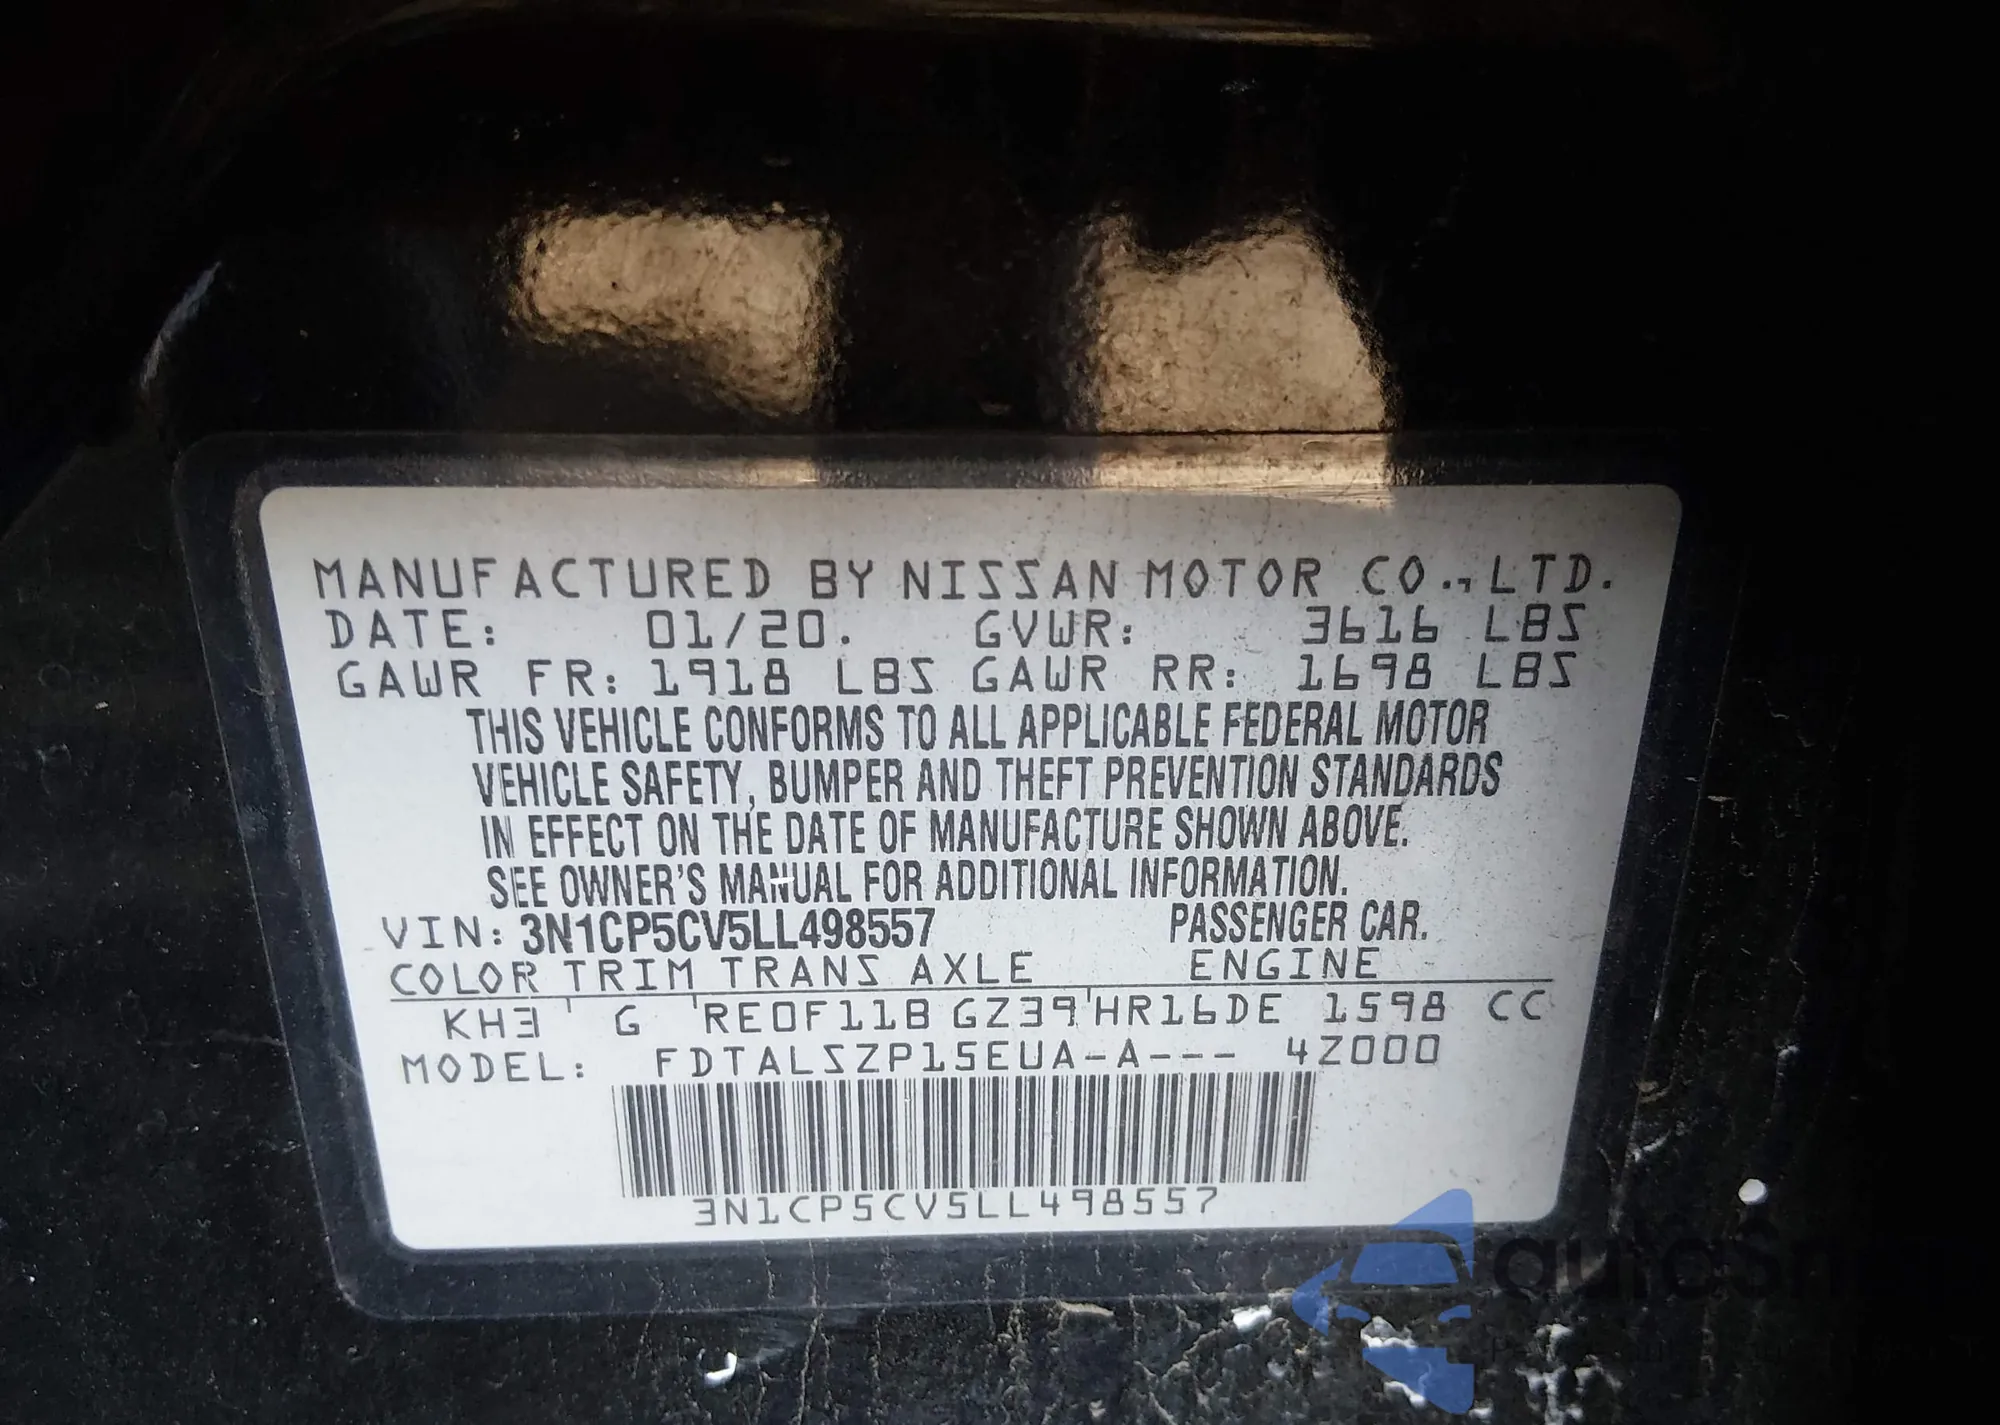 MANUFACTURED BY NISSAN MOTOR CO., LTD.
DATE: 01/20. GVWR: 3616 LBS
GAWR FR: 1918 LBS GAWR RR: 1698 LBS
THIS VEHICLE CONFORMS TO ALL APPLICABLE FEDERAL MOTOR
VEHICLE SAFETY, BUMPER AND THEFT PREVENTION STANDARDS
IN EFFECT ON THE DATE OF MANUFACTURE SHOWN ABOVE.
SEE OWNER'S MANUAL FOR ADDITIONAL INFORMATION.
VIN: 3N1CP5CV5LL498557 PASSENGER CAR.
COLOR TRIM TRANS AXLE ENGINE
KH3 ' G 'RE0F11B GZ39'HR16DE 1598 CC
MODEL: FDTALSZP15EUA-A--- 4Z000
3N1CP5CV5LL498557